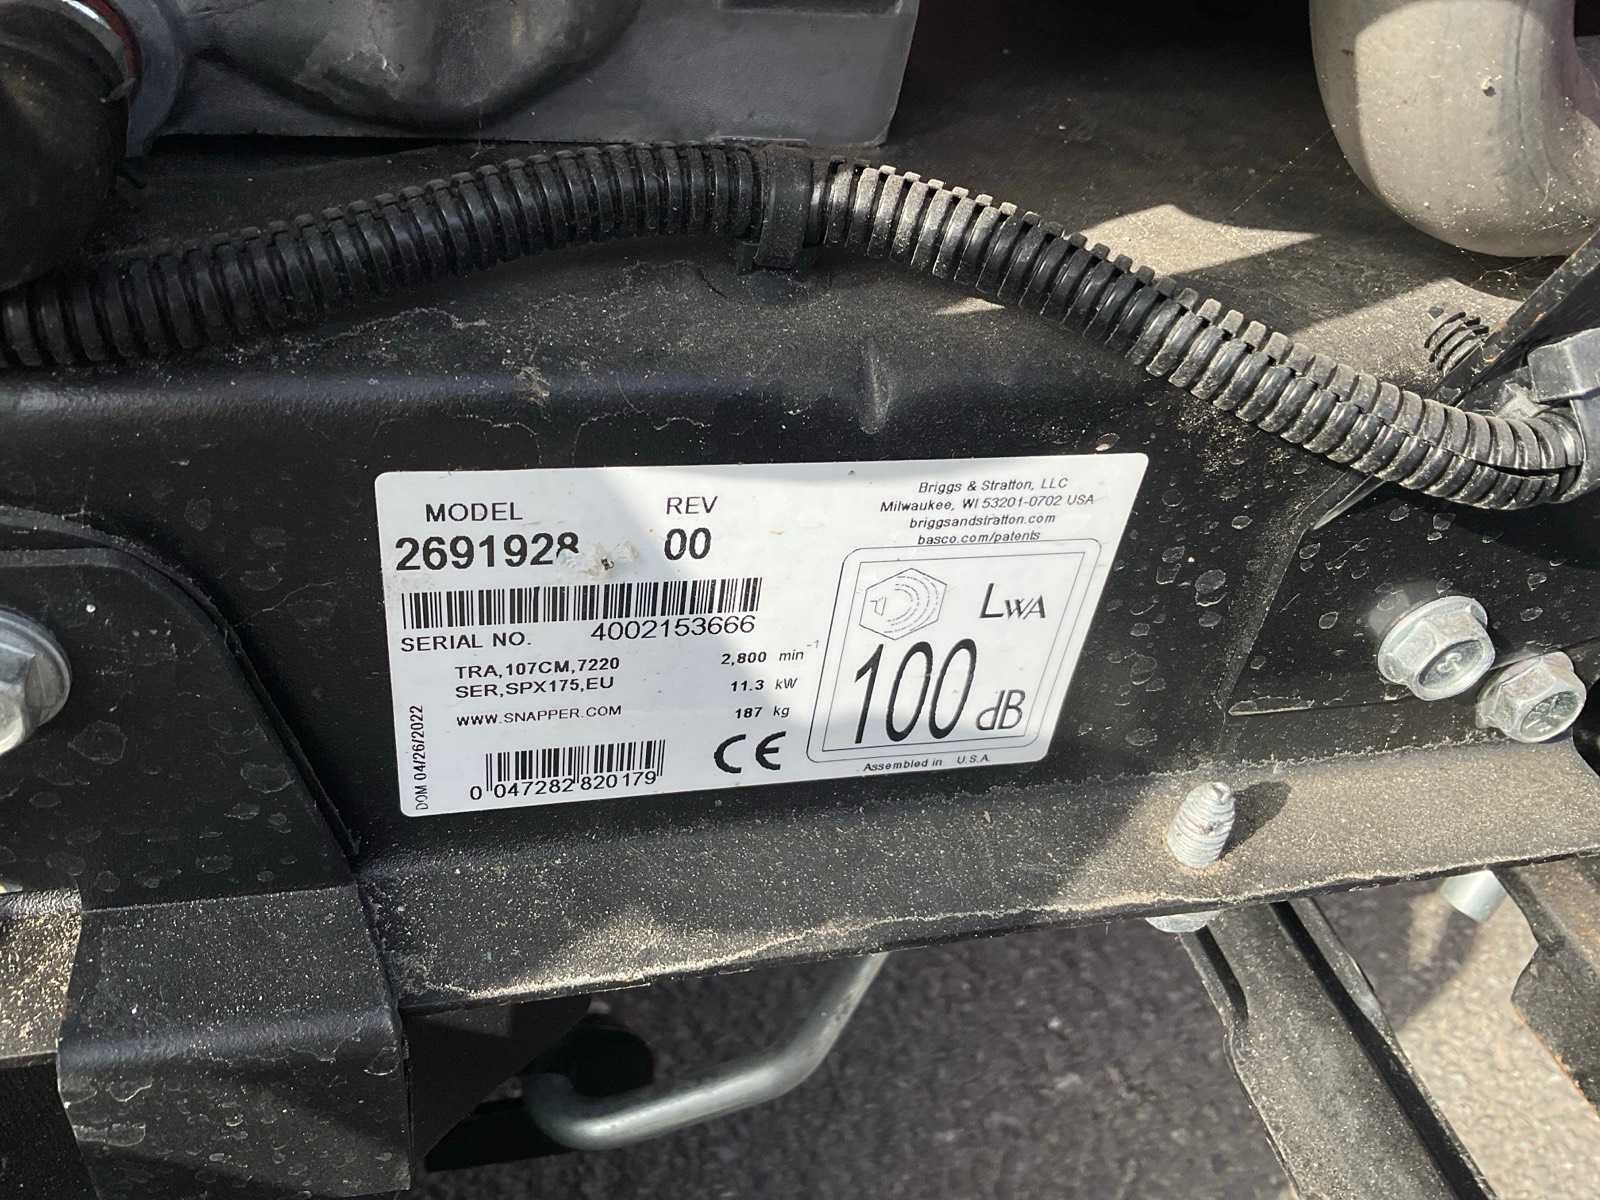 MODEL REV
2691928 00
SERIAL NO. 4002153666
TRA,107CM,7220 2,800 min⁻¹
SER,SPX175,EU 11.3 kW
WWW.SNAPPER.COM 187 kg
DOM 04/26/2022
0 047282 820179
CE
Briggs & Stratton, LLC
Milwaukee, WI 53201-0702 USA
briggsandstratton.com
basco.com/patents
LWA
100 dB
Assembled in U.S.A.